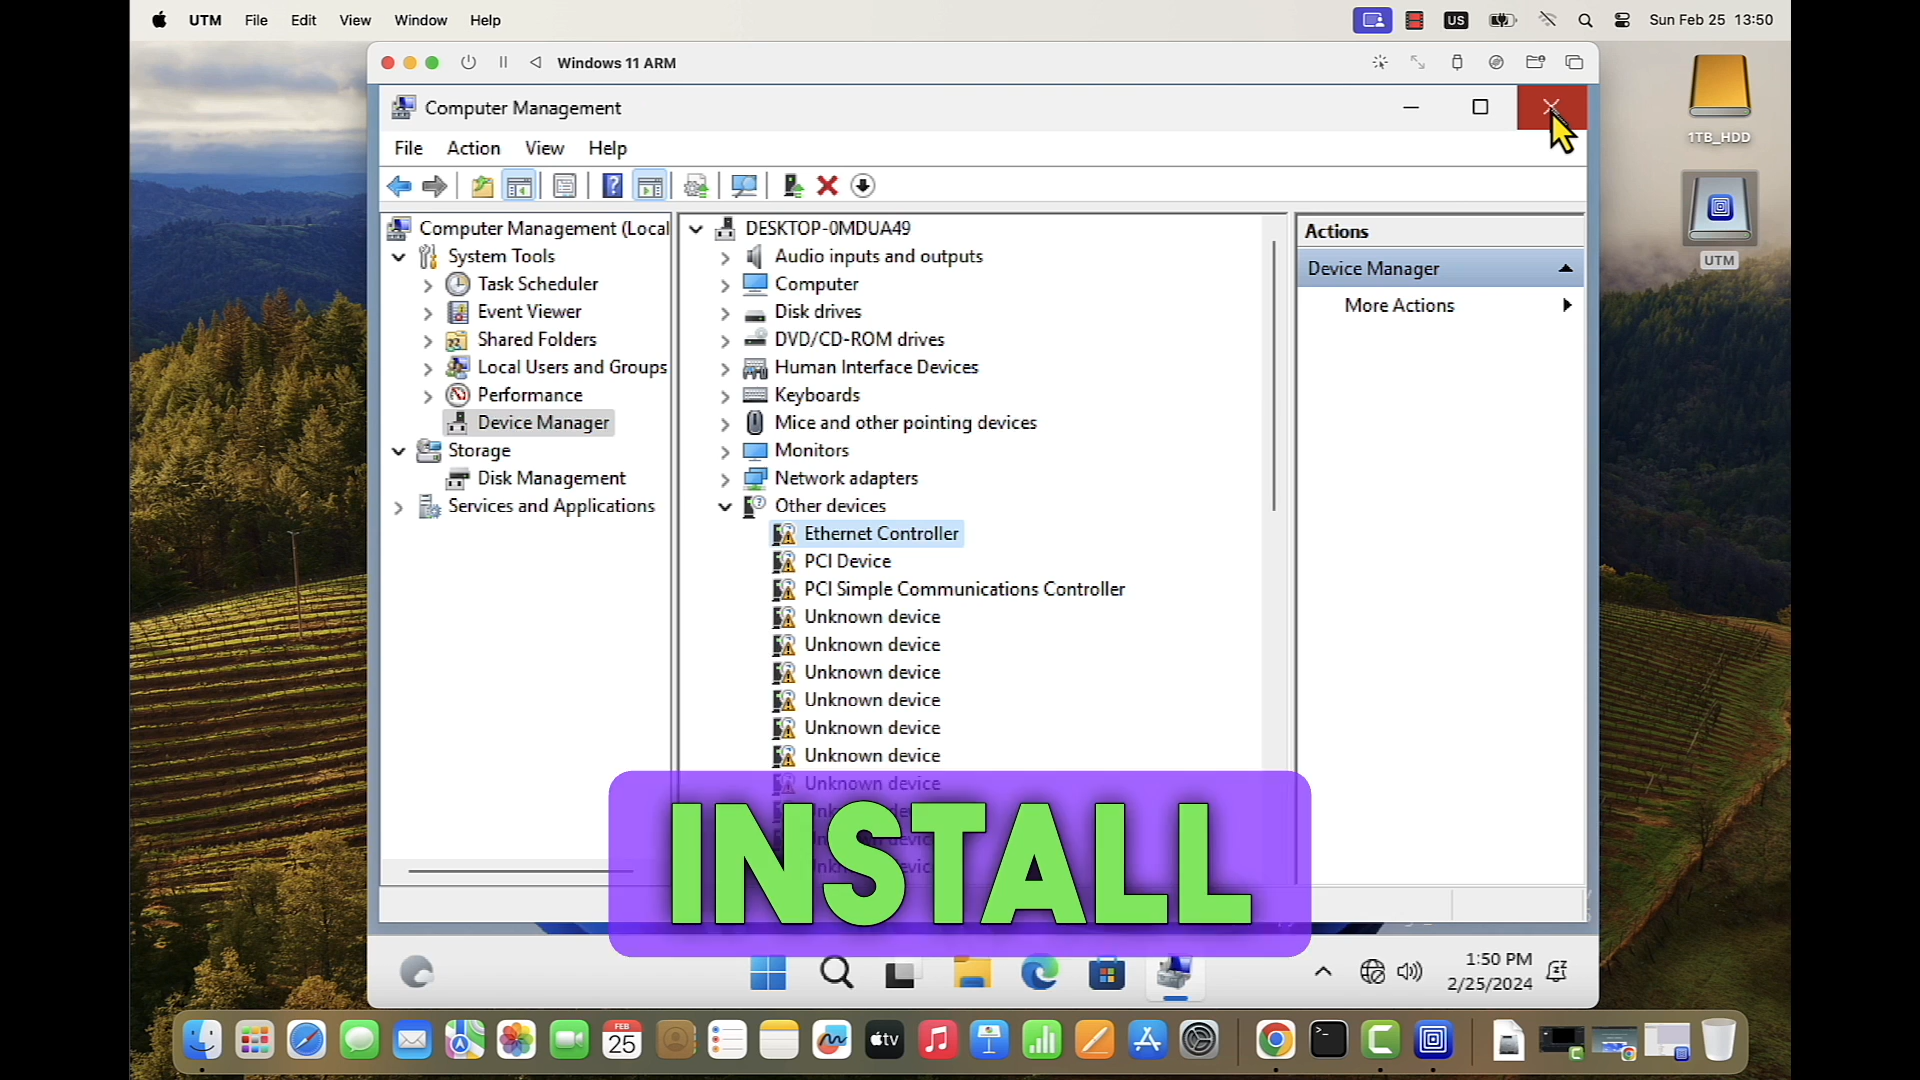 UTM File Edit View Window Help
US Sun Feb 25 13:50
Windows 11 ARM
Computer Management
File Action View Help
Computer Management (Local
System Tools
Task Scheduler
Event Viewer
Shared Folders
Local Users and Groups
Performance
Device Manager
Storage
Disk Management
Services and Applications
DESKTOP-0MDUA49
Audio inputs and outputs
Computer
Disk drives
DVD/CD-ROM drives
Human Interface Devices
Keyboards
Mice and other pointing devices
Monitors
Network adapters
Other devices
Ethernet Controller
PCI Device
PCI Simple Communications Controller
Unknown device
Unknown device
Unknown device
Unknown device
Unknown device
Unknown device
Unknown device
Actions
Device Manager
More Actions
1TB_HDD
UTM
INSTALL
1:50 PM
2/25/2024
FEB
25
tv